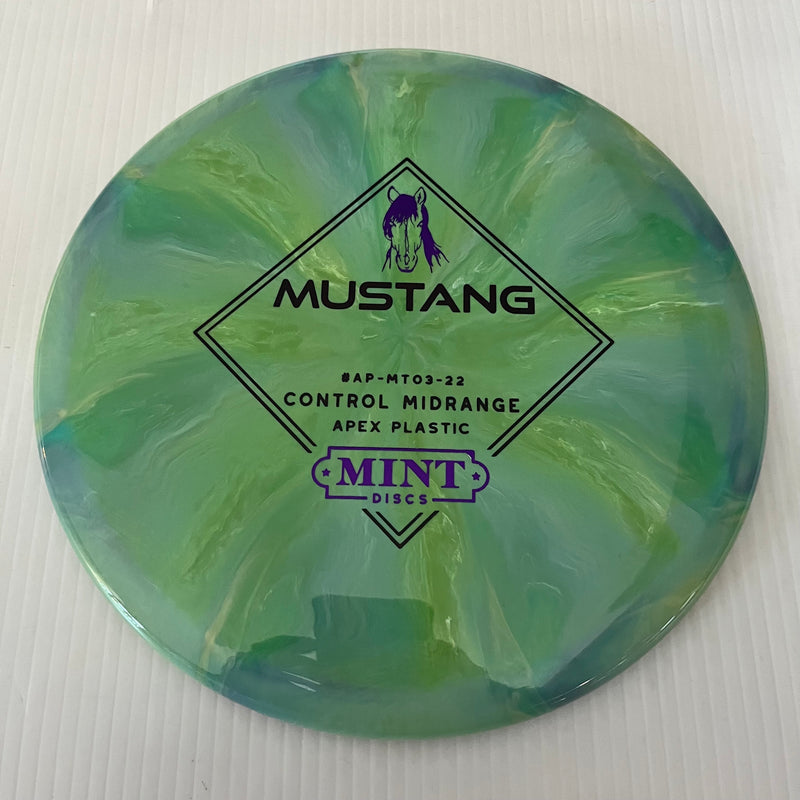 MUSTANG
#AP-MT03-22
CONTROL MIDRANGE
APEX PLASTIC
MINT
DISCS